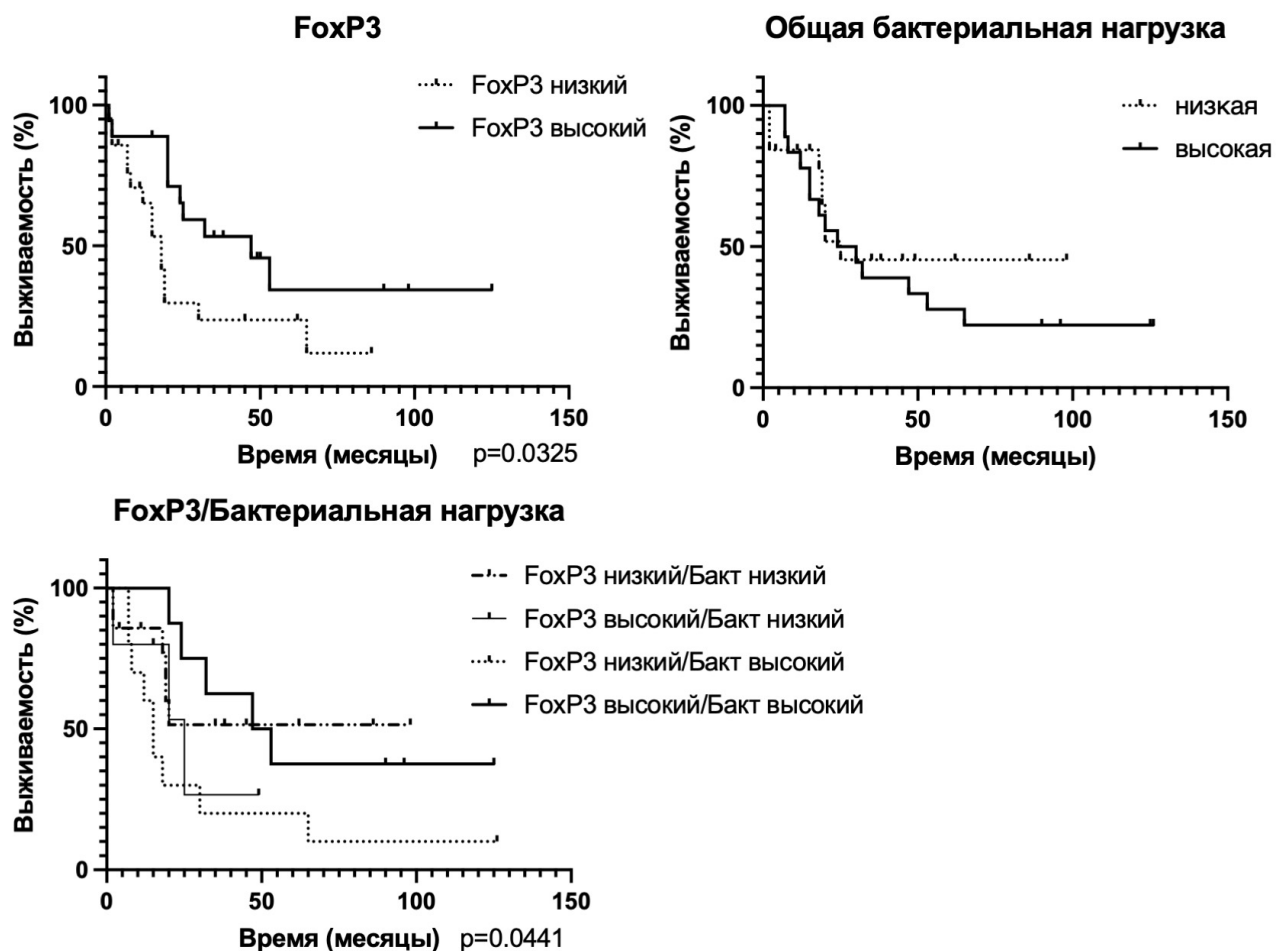 FoxP3
Выживаемость (%)
100
50
0
0 50 100 150
Время (месяцы)
p=0.0325
FoxP3 низкий
FoxP3 высокий
Общая бактериальная нагрузка
Выживаемость (%)
100
50
0
0 50 100 150
Время (месяцы)
низкая
высокая
FoxP3/Бактериальная нагрузка
Выживаемость (%)
100
50
0
0 50 100 150
Время (месяцы)
p=0.0441
FoxP3 низкий/Бакт низкий
FoxP3 высокий/Бакт низкий
FoxP3 низкий/Бакт высокий
FoxP3 высокий/Бакт высокий